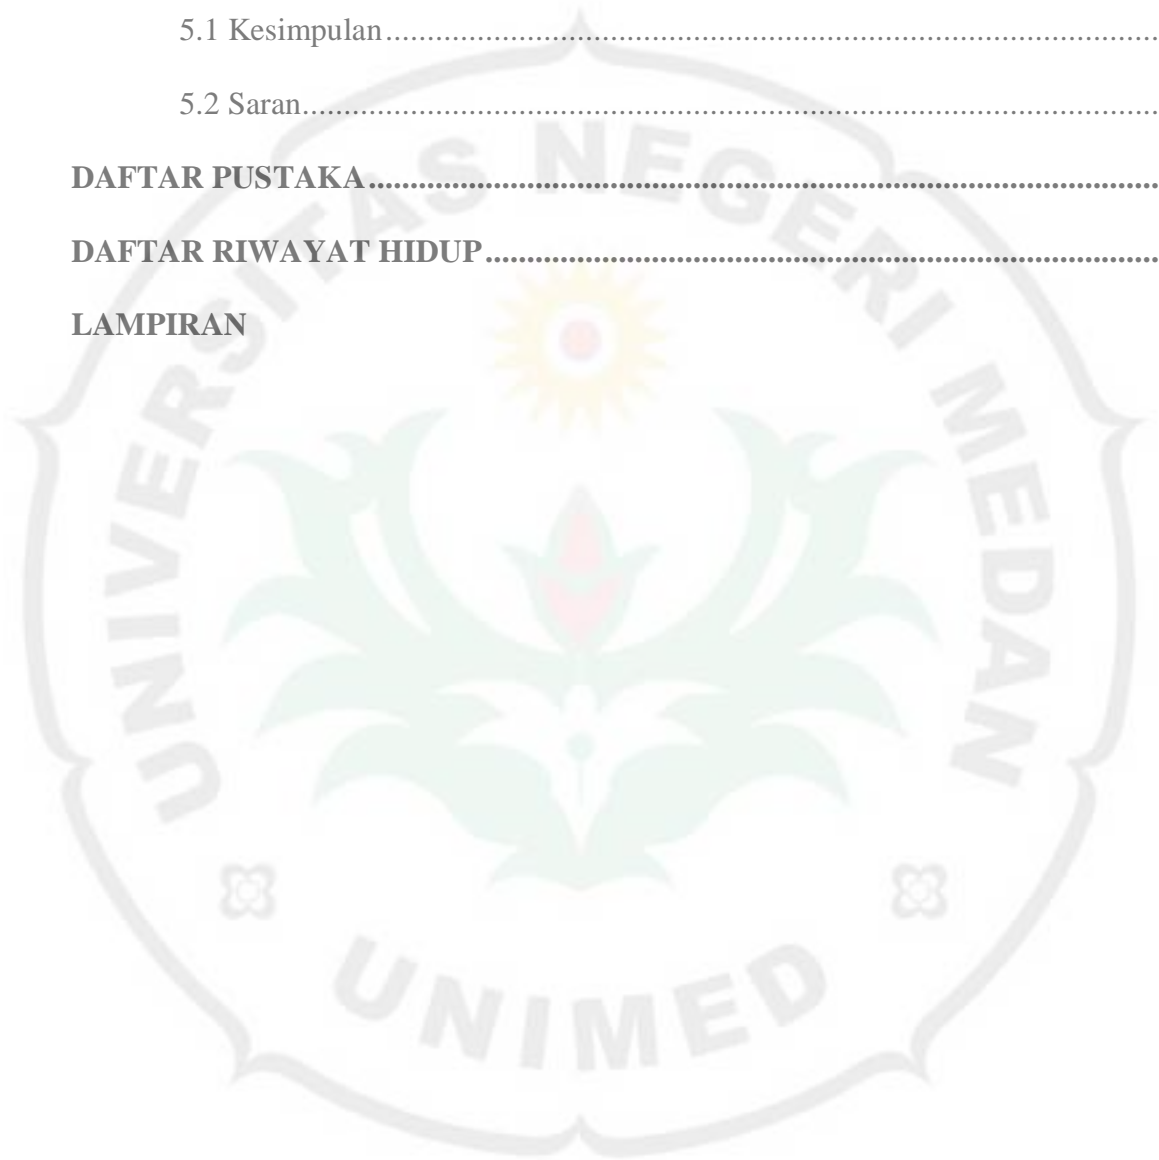 5.1 Kesimpulan........................................................................................
5.2 Saran..................................................................................................
DAFTAR PUSTAKA................................................................................................
DAFTAR RIWAYAT HIDUP..................................................................................
LAMPIRAN
UNIVERSITAS NEGERI MEDAN
UNIMED